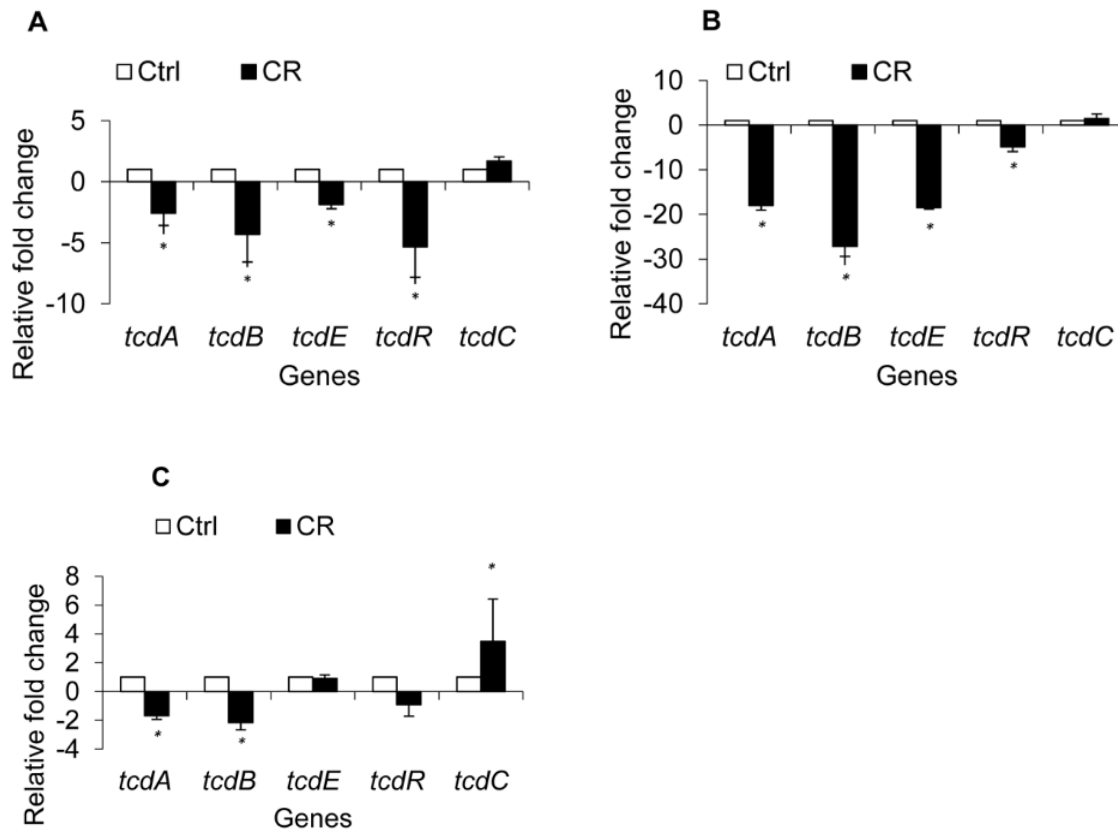 A
Ctrl CR
Relative fold change
5
0
-5
-10
*
*
*
*
tcdA tcdB tcdE tcdR tcdC
Genes
B
Ctrl CR
Relative fold change
10
0
-10
-20
-30
-40
*
*
*
*
tcdA tcdB tcdE tcdR tcdC
Genes
C
Ctrl CR
Relative fold change
8
6
4
2
0
-2
-4
*
*
*
tcdA tcdB tcdE tcdR tcdC
Genes